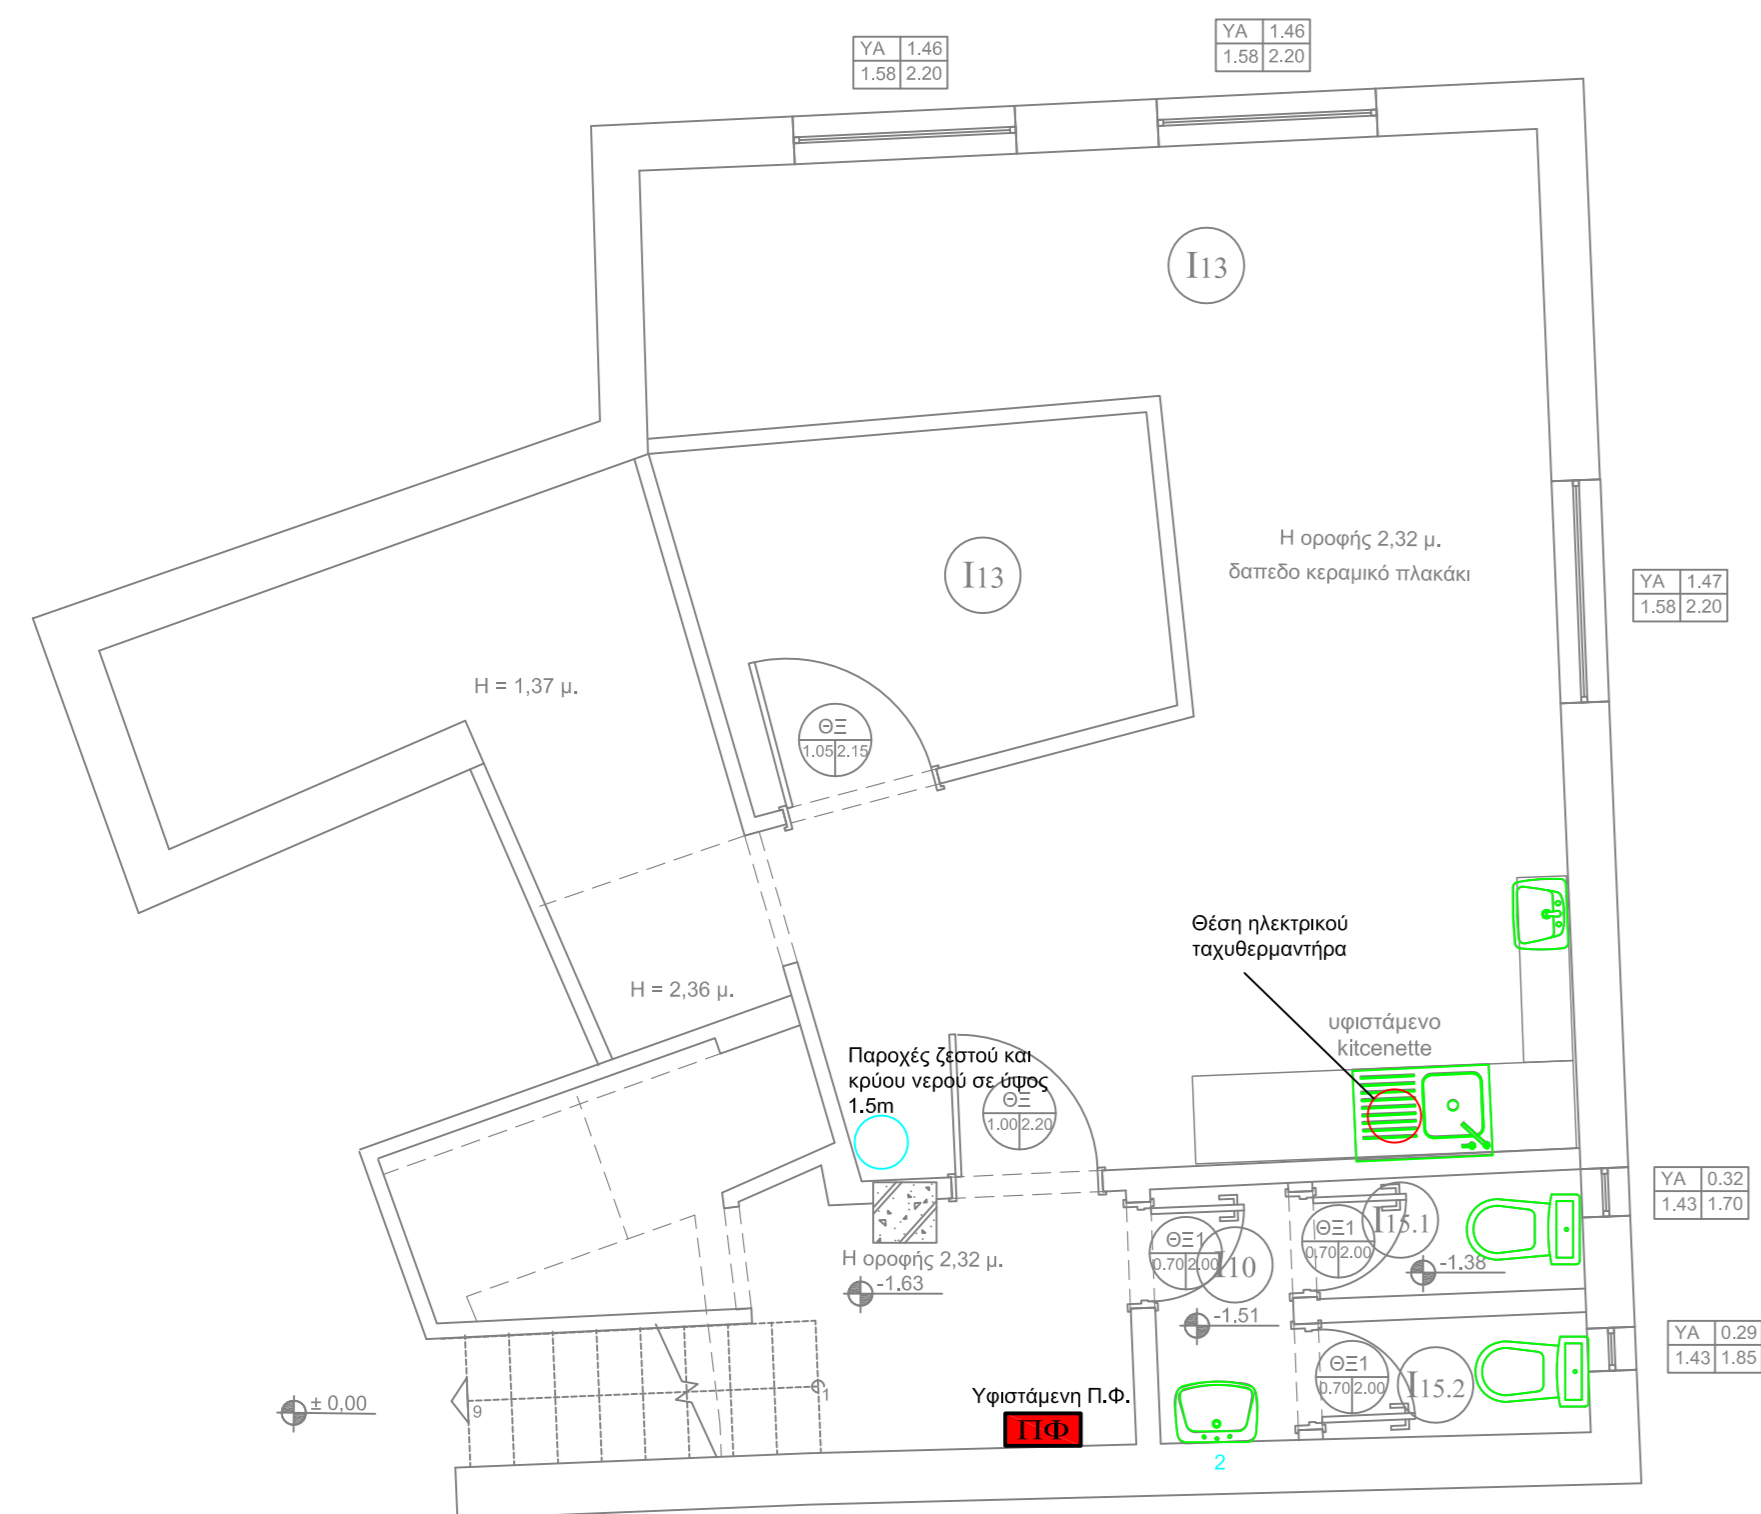 YA 1.46
1.58 2.20
YA 1.46
1.58 2.20
I13
Η οροφής 2,32 μ.
δαπεδο κεραμικό πλακάκι
I13
YA 1.47
1.58 2.20
H = 1,37 μ.
ΘΞ
1.05 2.15
Θέση ηλεκτρικού
ταχυθερμαντήρα
H = 2,36 μ.
υφιστάμενο
kitcenette
Παροχές ζεστού και
κρύου νερού σε ύψος
1.5m
ΘΞ
1.00 2.20
YA 0.32
1.43 1.70
ΘΞ1
0.70 2.00
I10
ΘΞ1
0.70 2.00
I15.1
-1.38
Η οροφής 2,32 μ.
-1.63
-1.51
YA 0.29
1.43 1.85
ΘΞ1
0.70 2.00
I15.2
± 0,00
9
1
Υφιστάμενη Π.Φ.
ΠΦ
2